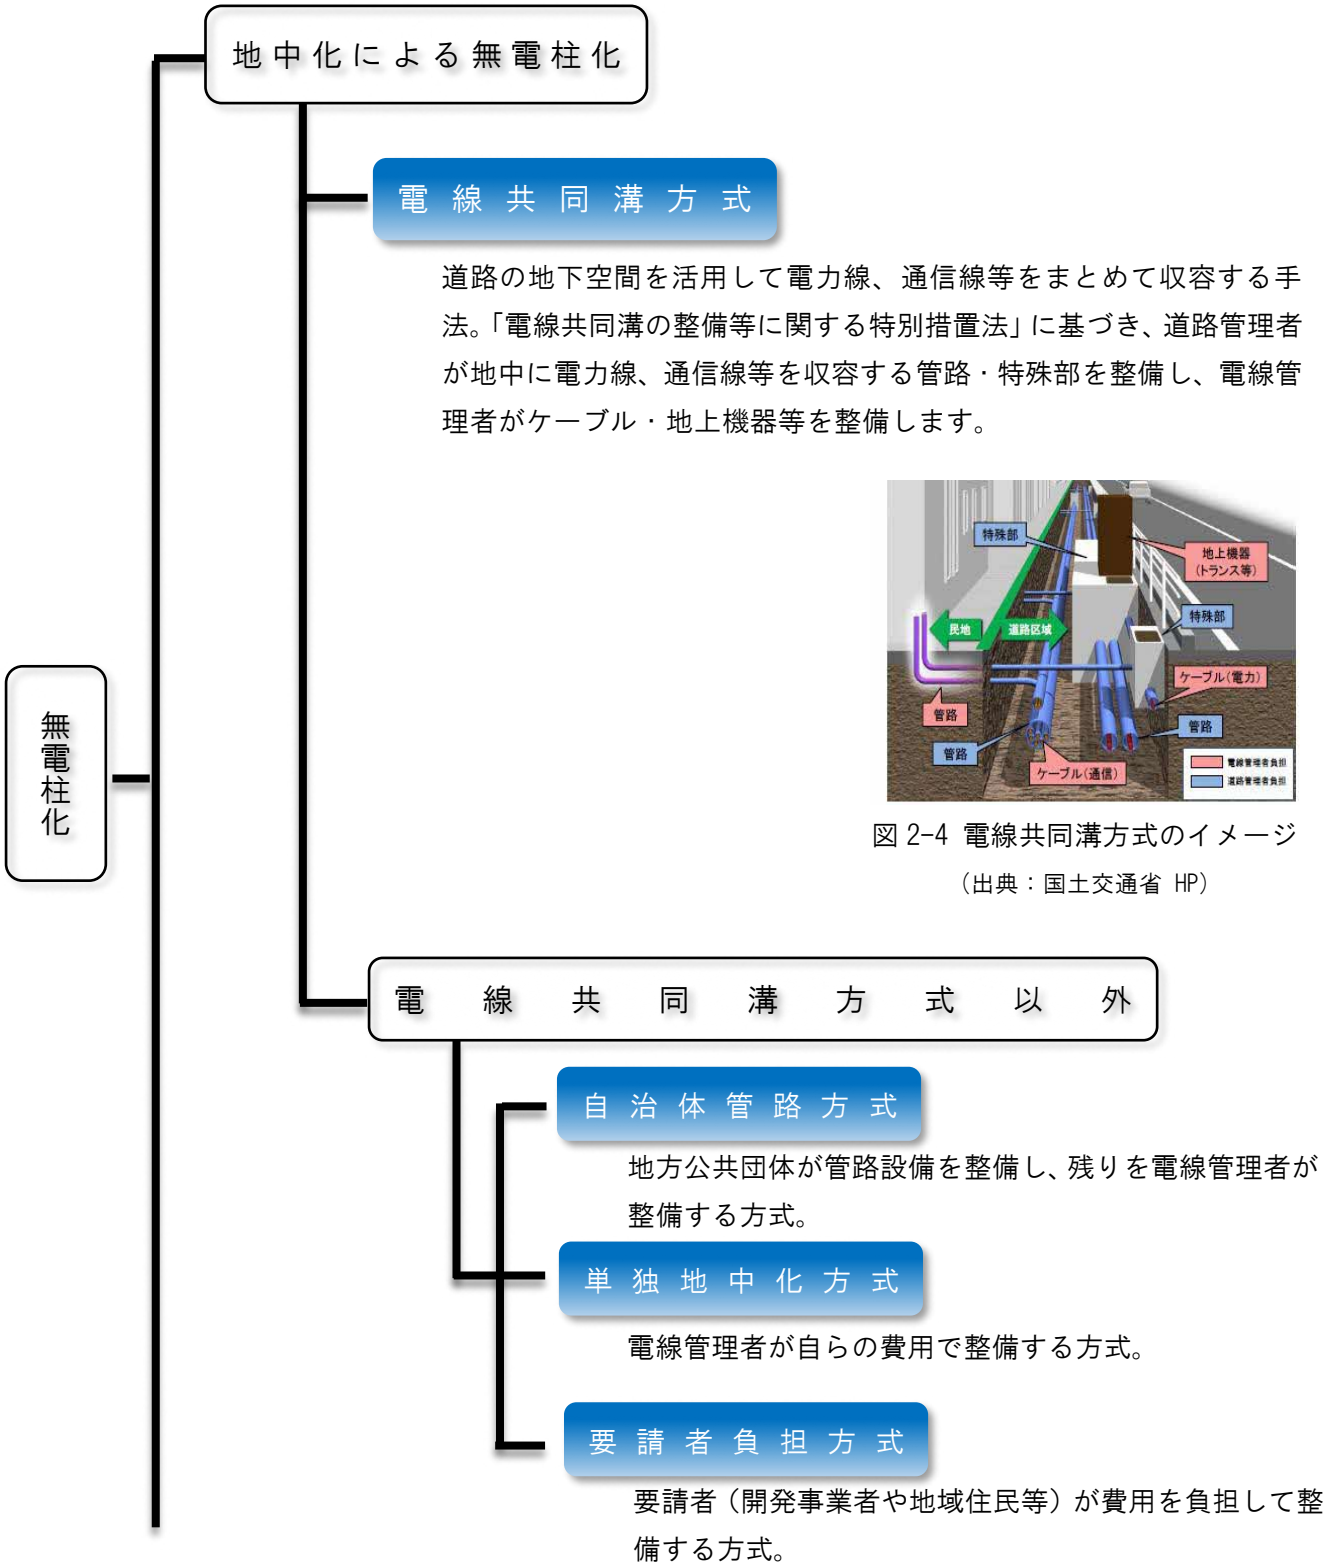 地中化による無電柱化
電線共同溝方式
道路の地下空間を活用して電力線、通信線等をまとめて収容する手
法。「電線共同溝の整備等に関する特別措置法」に基づき、道路管理者
が地中に電力線、通信線等を収容する管路・特殊部を整備し、電線管
理者がケーブル・地上機器等を整備します。
特殊部
地上機器
(トランス等)
特殊部
民地
道路区域
ケーブル(電力)
管路
管路
管路
ケーブル(通信)
電線管理者負担
道路管理者負担
図 2-4 電線共同溝方式のイメージ
(出典：国土交通省 HP)
無電柱化
電線共同溝方式以外
自治体管路方式
地方公共団体が管路設備を整備し、残りを電線管理者が
整備する方式。
単独地中化方式
電線管理者が自らの費用で整備する方式。
要請者負担方式
要請者（開発事業者や地域住民等）が費用を負担して整
備する方式。